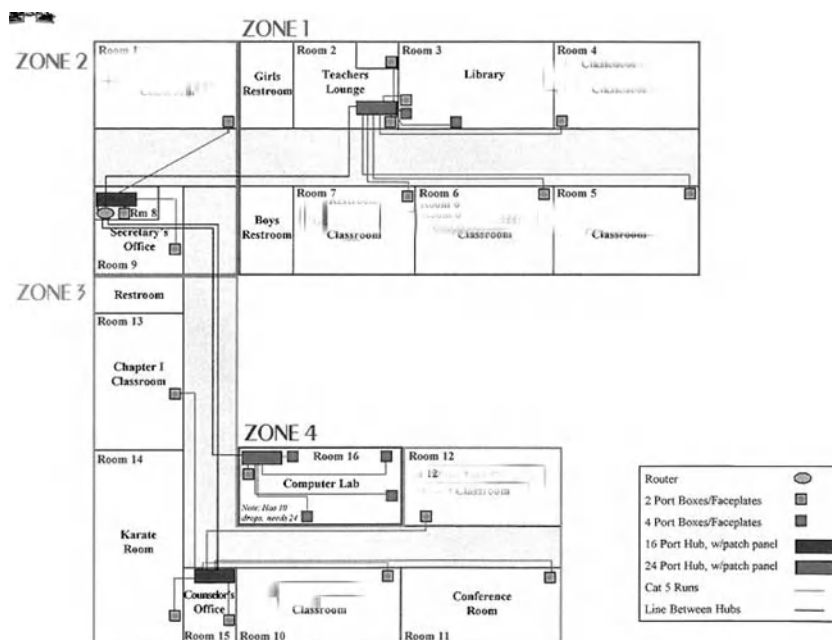 ZONE 1
ZONE 2
Room 1
Girls
Restroom
Room 2
Teachers
Lounge
Room 3
Library
Room 4
Classroom
Rm 8
Secretary's
Office
Room 9
Boys
Restroom
Room 7
Classroom
Room 6
Classroom
Room 5
Classroom
ZONE 3
Restroom
Room 13
Chapter I
Classroom
Room 14
Karate
Room
ZONE 4
Room 16
Computer Lab
Note: Has 10
drops, needs 24
Room 12
12
Classroom
Counselor's
Office
Room 15
Room 10
Classroom
Conference
Room
Room 11
Router
2 Port Boxes/Faceplates
4 Port Boxes/Faceplates
16 Port Hub, w/patch panel
24 Port Hub, w/patch panel
Cat 5 Runs
Line Between Hubs